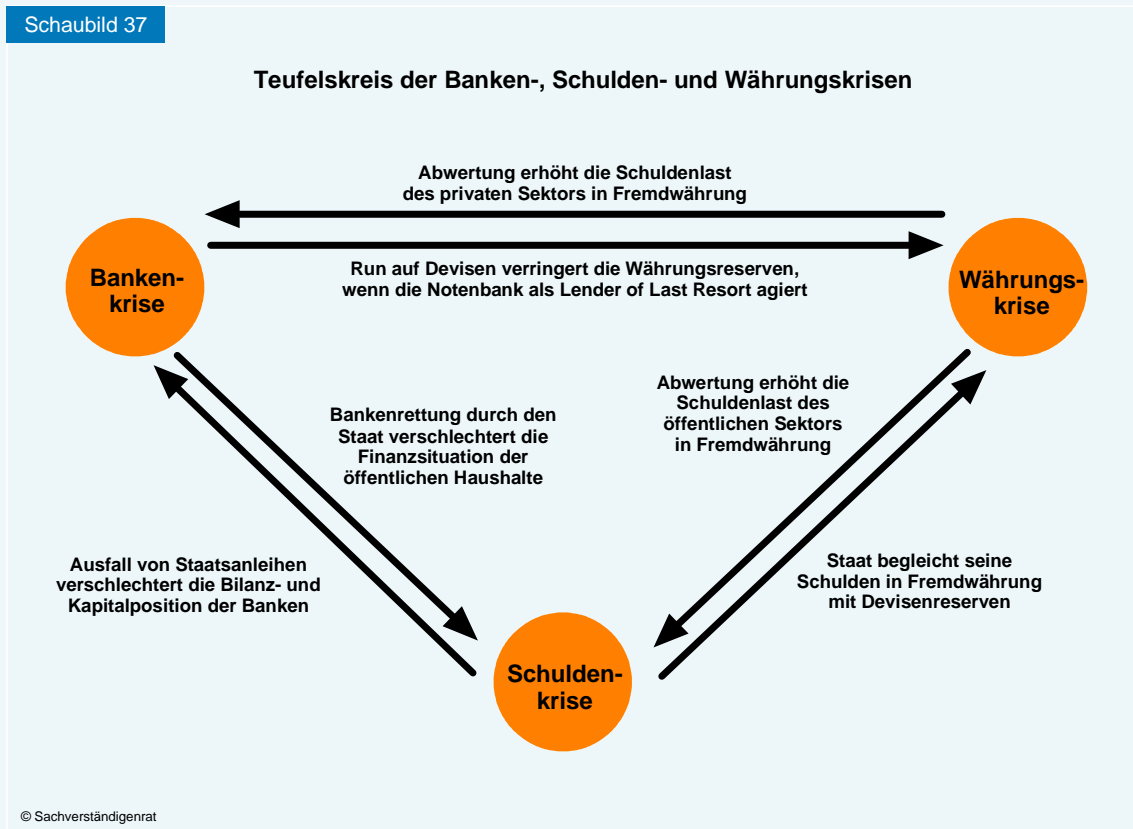 Schaubild 37
Teufelskreis der Banken-, Schulden- und Währungskrisen
Abwertung erhöht die Schuldenlast
des privaten Sektors in Fremdwährung
Banken-
krise
Run auf Devisen verringert die Währungsreserven,
wenn die Notenbank als Lender of Last Resort agiert
Währungs-
krise
Bankenrettung durch den
Staat verschlechtert die
Finanzsituation der
öffentlichen Haushalte
Abwertung erhöht die
Schuldenlast des
öffentlichen Sektors
in Fremdwährung
Ausfall von Staatsanleihen
verschlechtert die Bilanz- und
Kapitalposition der Banken
Staat begleicht seine
Schulden in Fremdwährung
mit Devisenreserven
Schulden-
krise
© Sachverständigenrat